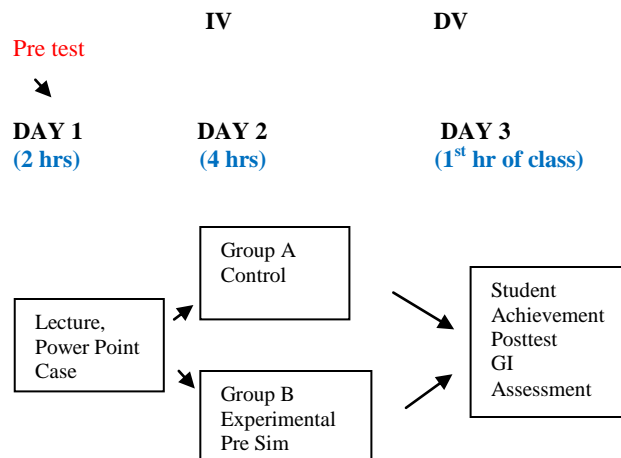 IV DV
Pre test
DAY 1 DAY 2 DAY 3
(2 hrs) (4 hrs) (1st hr of class)
Group A
Control
Lecture,
Power Point
Case
Group B
Experimental
Pre Sim
Student
Achievement
Posttest
GI
Assessment